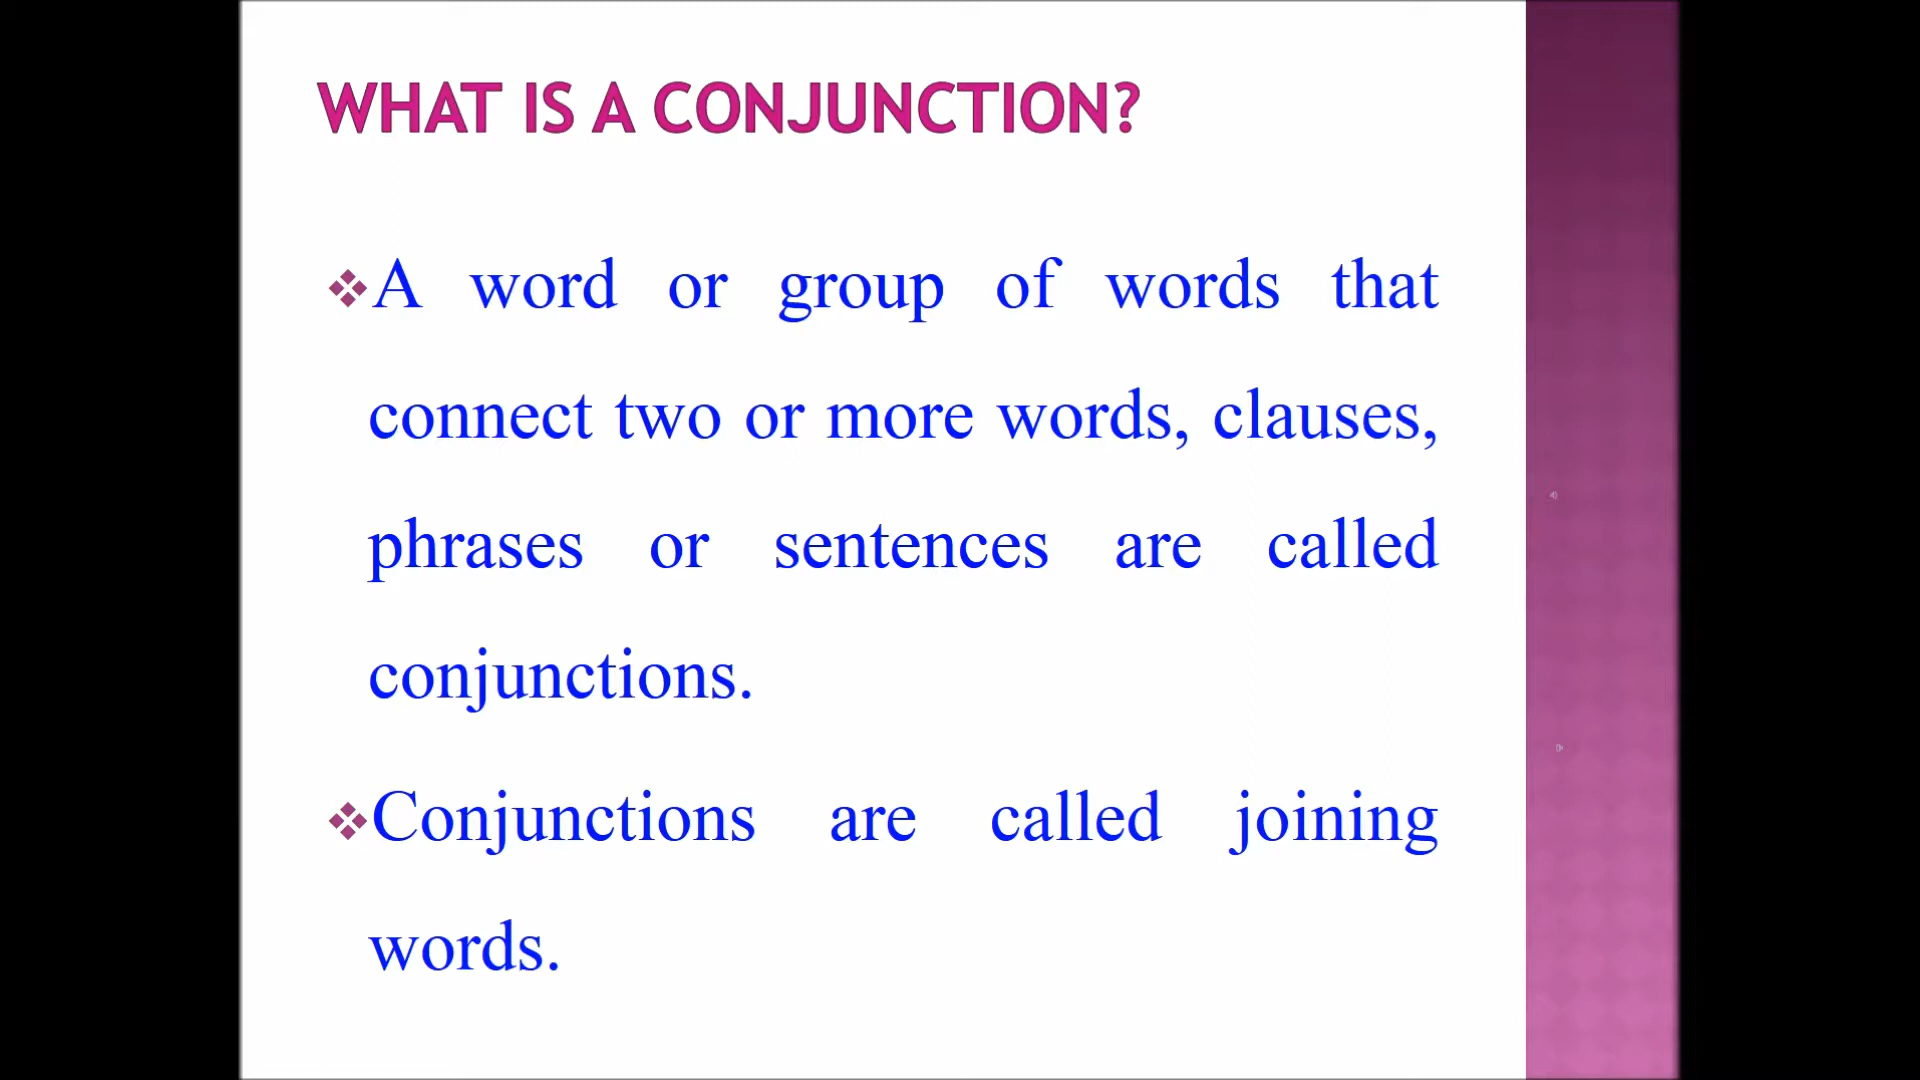 WHAT IS A CONJUNCTION?
❖A word or group of words that
connect two or more words, clauses,
phrases or sentences are called
conjunctions.
❖Conjunctions are called joining
words.